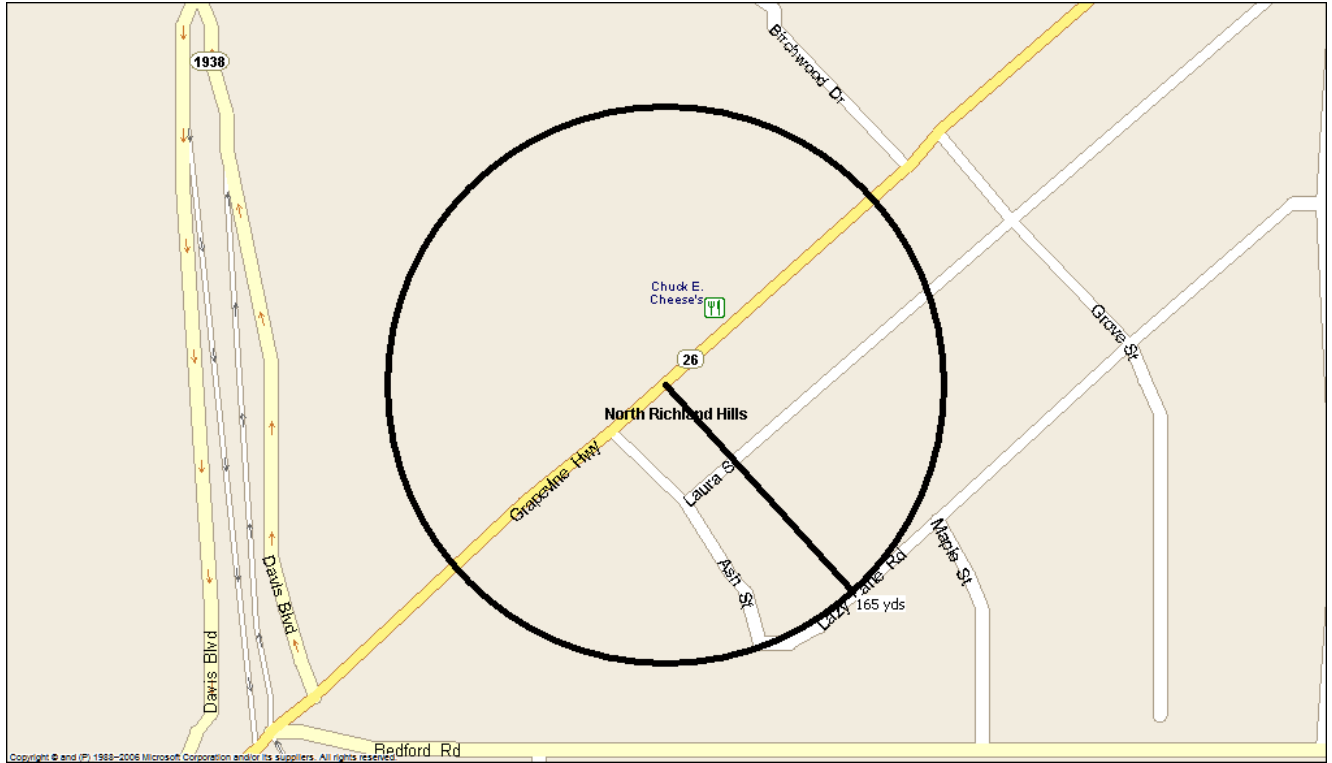 1938
Birchwood Dr
Chuck E.
Cheese's
26
Grove St
North Richland Hills
Grapevine Hwy
Laura S
Ash St
Maple St
Lazy Lane Rd
165 yds
Davis Blvd
Davis Blvd
Bedford Rd
Copyright © and (P) 1988–2006 Microsoft Corporation and/or its suppliers. All rights reserved.